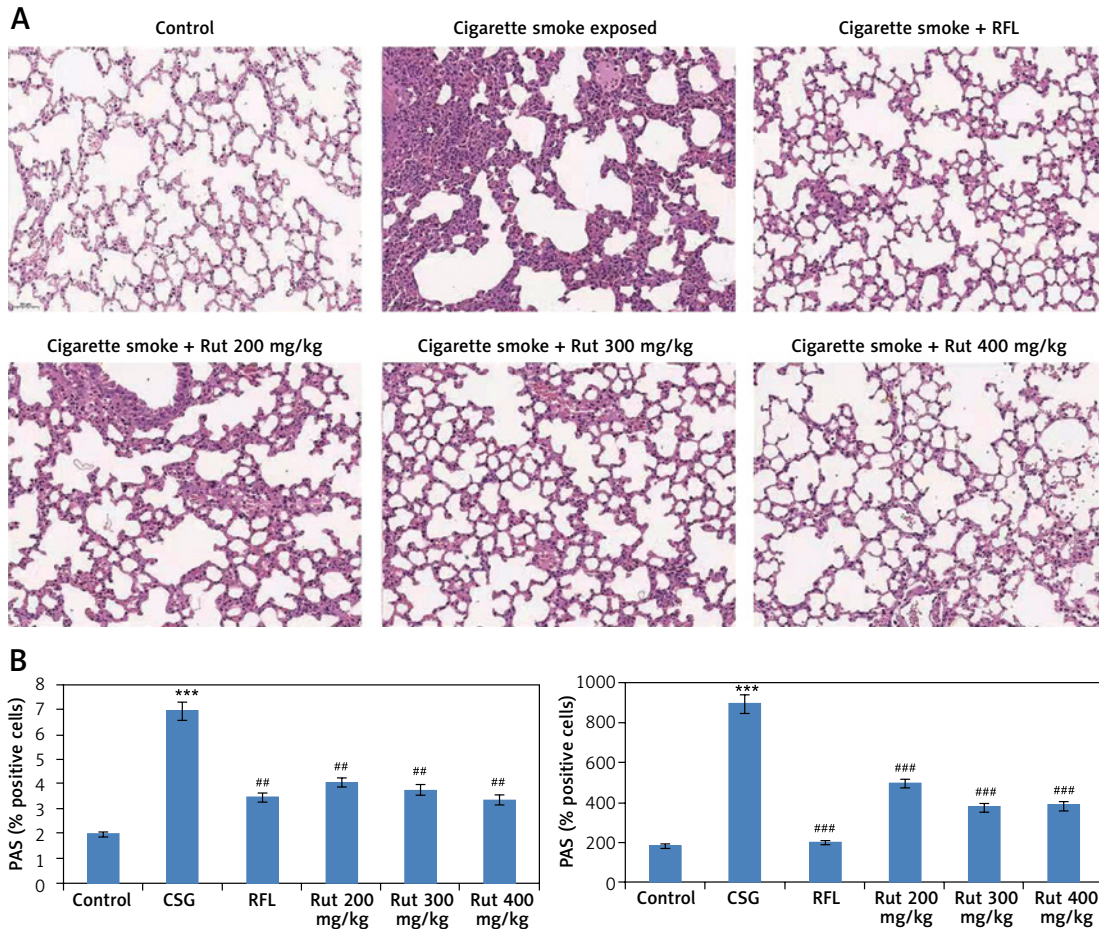 A
Control
Cigarette smoke exposed
Cigarette smoke + RFL
Cigarette smoke + Rut 200 mg/kg
Cigarette smoke + Rut 300 mg/kg
Cigarette smoke + Rut 400 mg/kg
B
PAS (% positive cells)
8
7
6
5
4
3
2
1
0
***
##
##
##
##
Control
CSG
RFL
Rut 200 mg/kg
Rut 300 mg/kg
Rut 400 mg/kg
PAS (% positive cells)
1000
800
600
400
200
0
***
###
###
###
###
Control
CSG
RFL
Rut 200 mg/kg
Rut 300 mg/kg
Rut 400 mg/kg